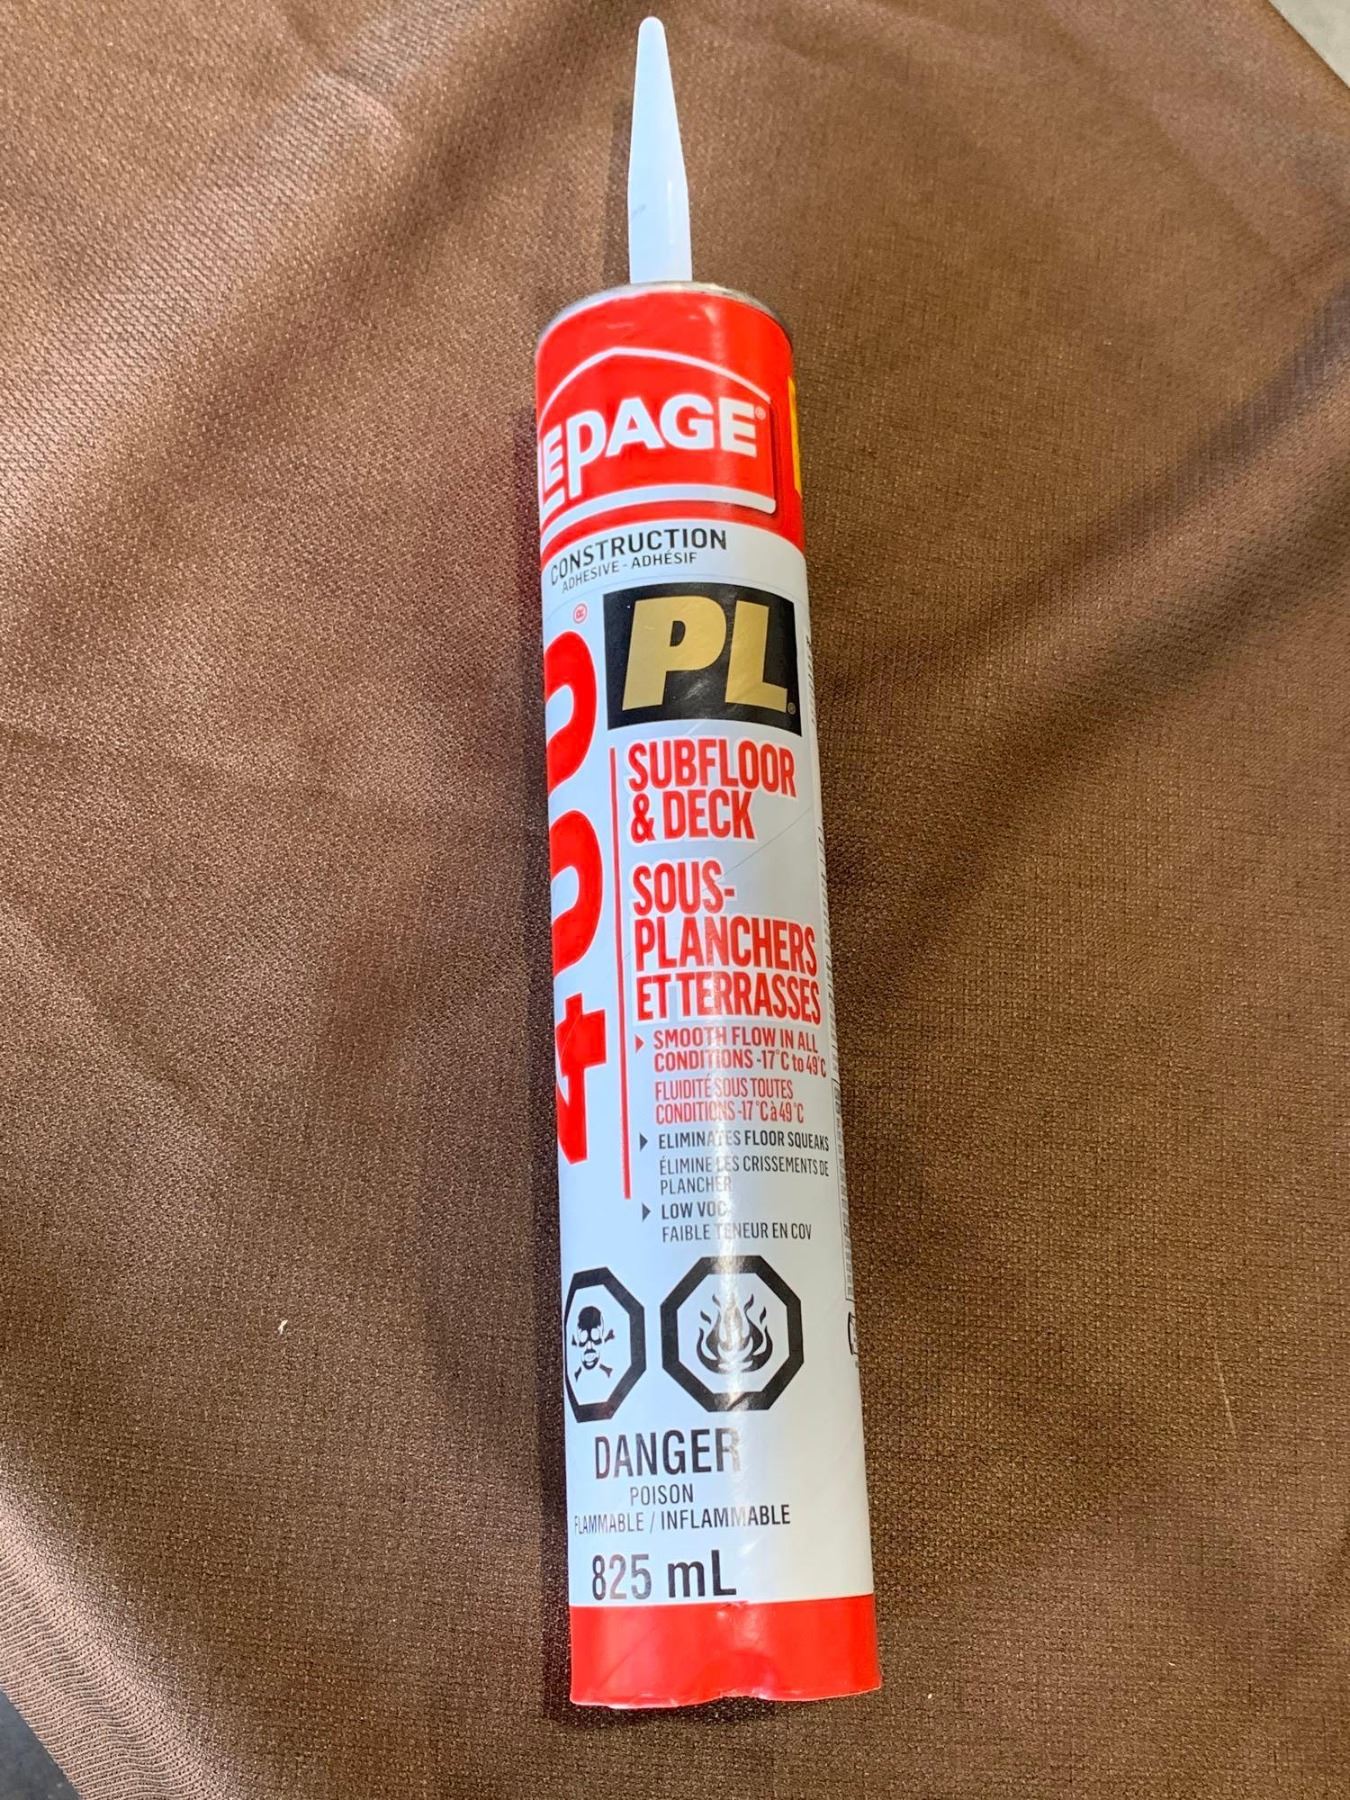 LEPAGE®
CONSTRUCTION
ADHESIVE - ADHÉSIF
400®
PL®
SUBFLOOR
& DECK
SOUS-
PLANCHERS
ET TERRASSES
SMOOTH FLOW IN ALL
CONDITIONS -17°C to 49°C
FLUIDITÉ SOUS TOUTES
CONDITIONS -17°C à 49°C
ELIMINATES FLOOR SQUEAKS
ÉLIMINE LES CRISSEMENTS DE
PLANCHER
LOW VOC
FAIBLE TENEUR EN COV
DANGER
POISON
FLAMMABLE / INFLAMMABLE
825 mL